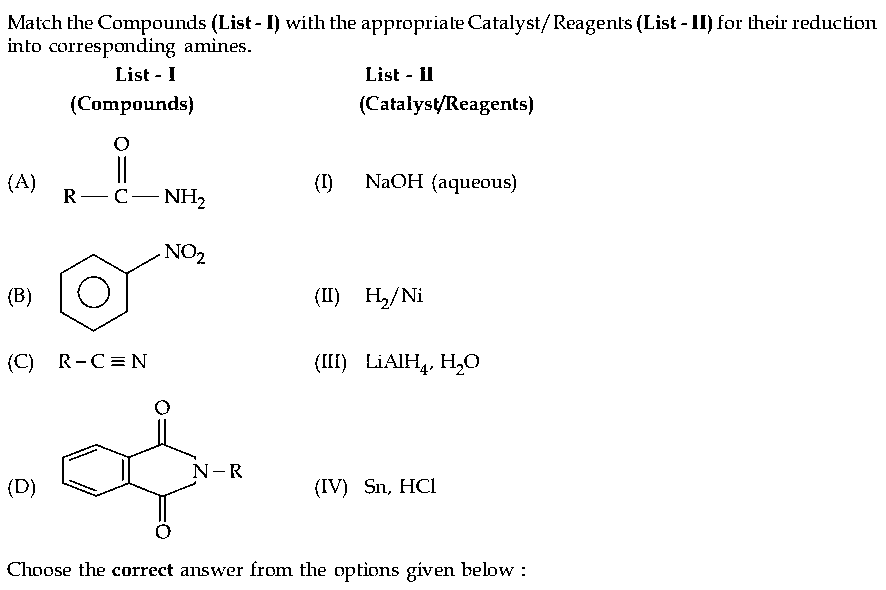 Match the Compounds (List - I) with the appropriate Catalyst/Reagents (List - II) for their reduction
into corresponding amines.
List - I List - II
(Compounds) (Catalyst/Reagents)
(A) R — C — NH₂ O (I) NaOH (aqueous)
(B) NO₂ (II) H₂/Ni
(C) R – C ≡ N (III) LiAlH₄, H₂O
(D) O N – R O (IV) Sn, HCl
Choose the correct answer from the options given below :